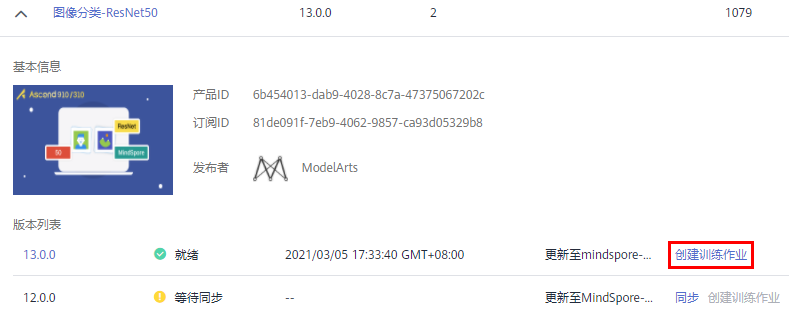 图像分类-ResNet50 13.0.0 2 1079
基本信息
Ascend 910 /310
ResNet
50
MindSpore
产品ID 6b454013-dab9-4028-8c7a-47375067202c
订阅ID 81de091f-7eb9-4062-9857-ca93d05329b8
发布者 ModelArts
版本列表
13.0.0 就绪 2021/03/05 17:33:40 GMT+08:00 更新至mindspore-... 创建训练作业
12.0.0 等待同步 -- 更新至MindSpore-... 同步 创建训练作业